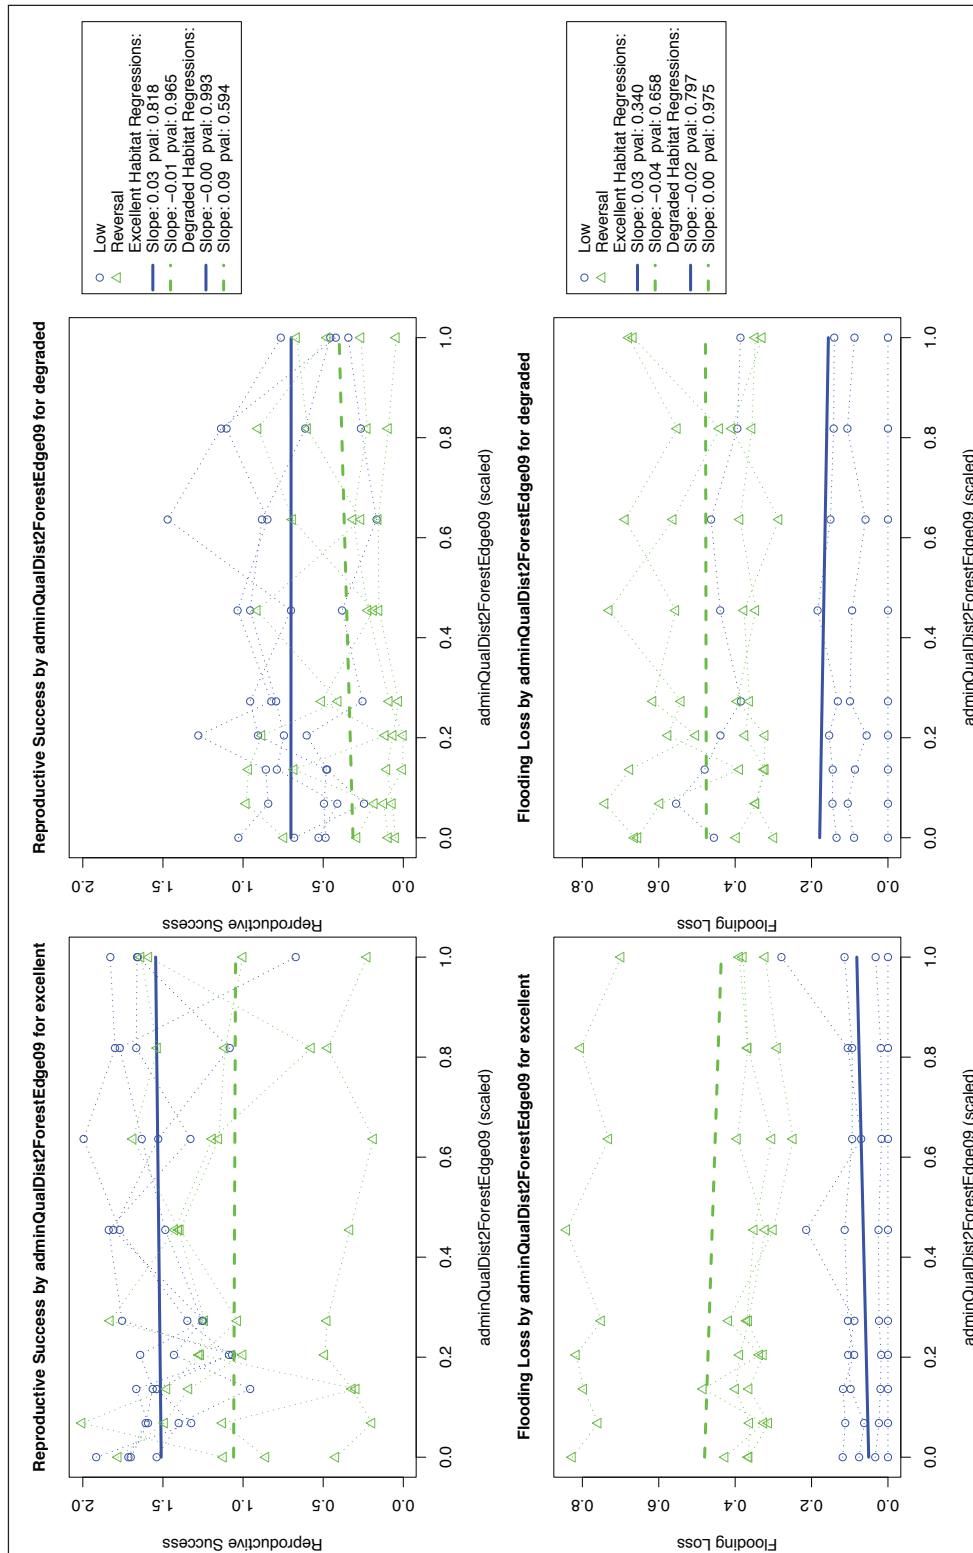 Reproductive Success by adminQualDist2ForestEdge09 for excellent
Reproductive Success
2.0
1.5
1.0
0.5
0.0
0.0
0.2
0.4
0.6
0.8
1.0
adminQualDist2ForestEdge09 (scaled)
Reproductive Success by adminQualDist2ForestEdge09 for degraded
Reproductive Success
2.0
1.5
1.0
0.5
0.0
0.0
0.2
0.4
0.6
0.8
1.0
adminQualDist2ForestEdge09 (scaled)
Low
Reversal
Excellent Habitat Regressions:
Slope: 0.03 pval: 0.818
Slope: −0.01 pval: 0.965
Degraded Habitat Regressions:
Slope: −0.00 pval: 0.993
Slope: 0.09 pval: 0.594
Flooding Loss by adminQualDist2ForestEdge09 for excellent
Flooding Loss
0.8
0.6
0.4
0.2
0.0
0.0
0.2
0.4
0.6
0.8
1.0
adminQualDist2ForestEdge09 (scaled)
Flooding Loss by adminQualDist2ForestEdge09 for degraded
Flooding Loss
0.8
0.6
0.4
0.2
0.0
0.0
0.2
0.4
0.6
0.8
1.0
adminQualDist2ForestEdge09 (scaled)
Low
Reversal
Excellent Habitat Regressions:
Slope: 0.03 pval: 0.340
Slope: −0.04 pval: 0.658
Degraded Habitat Regressions:
Slope: −0.02 pval: 0.797
Slope: 0.00 pval: 0.975